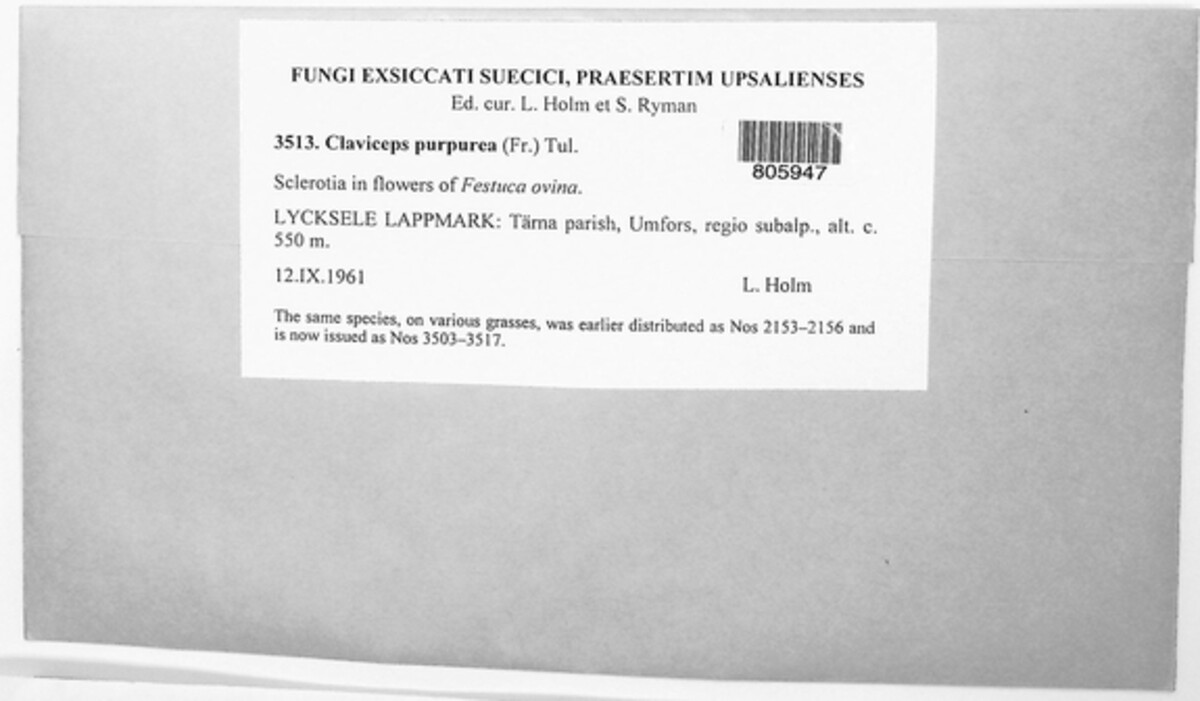 FUNGI EXSICCATI SUECICI, PRAESERTIM UPSALIENSES
Ed. cur. L. Holm et S. Ryman
3513. Claviceps purpurea (Fr.) Tul.
805947
Sclerotia in flowers of Festuca ovina.
LYCKSELE LAPPMARK: Tärna parish, Umfors, regio subalp., alt. c.
550 m.
12.IX.1961
L. Holm
The same species, on various grasses, was earlier distributed as Nos 2153–2156 and
is now issued as Nos 3503–3517.